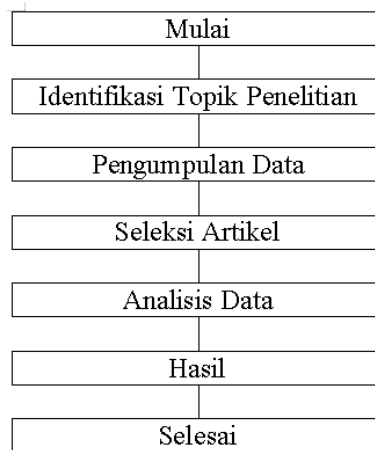 Mulai
Identifikasi Topik Penelitian
Pengumpulan Data
Seleksi Artikel
Analisis Data
Hasil
Selesai